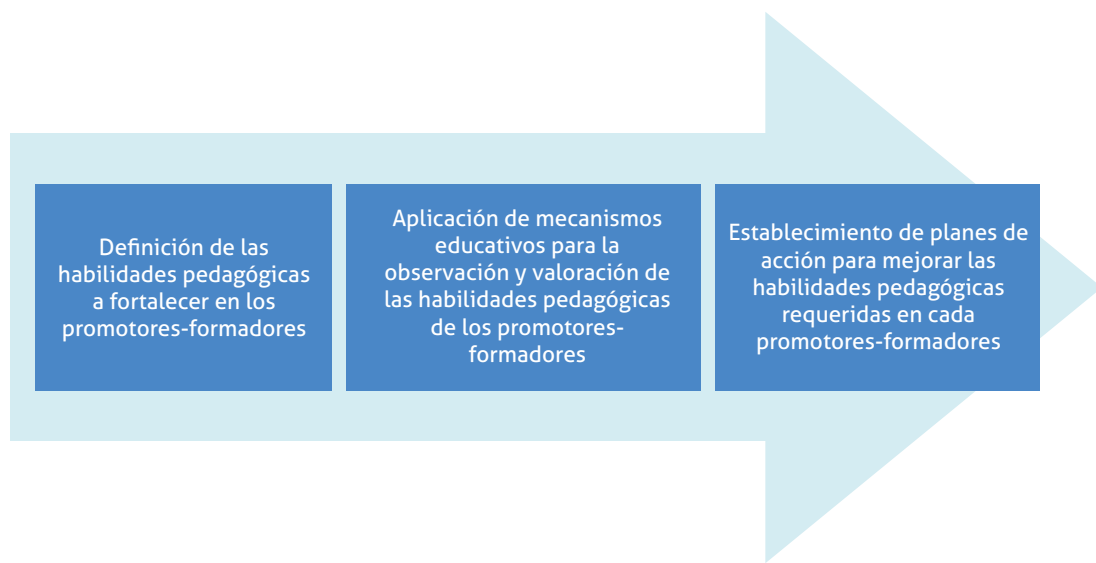 Definición de las
habilidades pedagógicas
a fortalecer en los
promotores-formadores
Aplicación de mecanismos
educativos para la
observación y valoración de
las habilidades pedagógicas
de los promotores-
formadores
Establecimiento de planes de
acción para mejorar las
habilidades pedagógicas
requeridas en cada
promotores-formadores